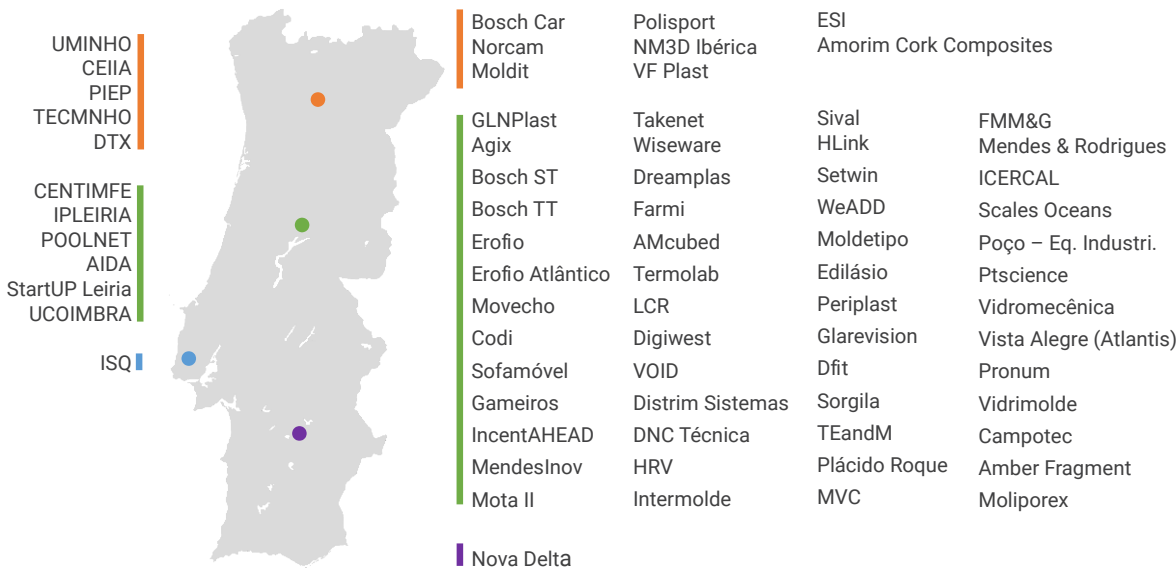 UMINHO
CEIIA
PIEP
TECMNHO
DTX
CENTIMFE
IPLEIRIA
POOLNET
AIDA
StartUP Leiria
UCOIMBRA
ISQ
Bosch Car Polisport ESI
Norcam NM3D Ibérica Amorim Cork Composites
Moldit VF Plast
GLNPlast Takenet Sival FMM&G
Agix Wiseware HLink Mendes & Rodrigues
Bosch ST Dreamplas Setwin ICERCAL
Bosch TT Farmi WeADD Scales Oceans
Erofio AMcubed Moldetipo Poço – Eq. Industri.
Erofio Atlântico Termolab Edilásio Ptscience
Movecho LCR Periplast Vidromecênica
Codi Digiwest Glarevision Vista Alegre (Atlantis)
Sofamóvel VOID Dfit Pronum
Gameiros Distrim Sistemas Sorgila Vidrimolde
IncentAHEAD DNC Técnica TEandM Campotec
MendesInov HRV Plácido Roque Amber Fragment
Mota II Intermolde MVC Moliporex
Nova Delta